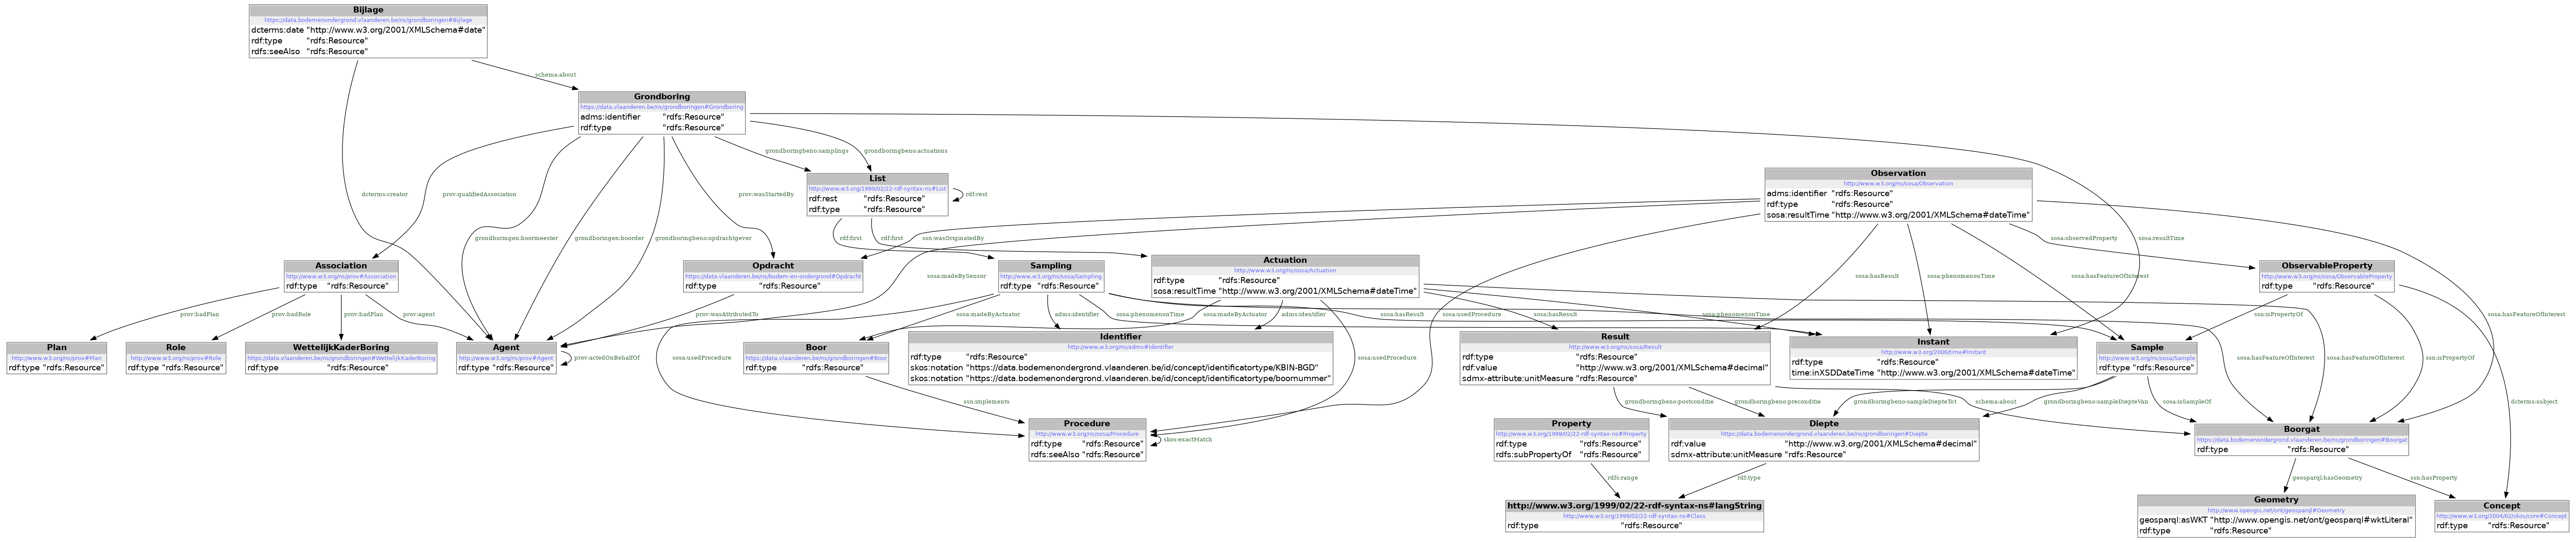 Bijlage
https://data.bodemenondergrond.vlaanderen.be/ns/grondboringen#Bijlage
dcterms:date "http://www.w3.org/2001/XMLSchema#date"
rdf:type "rdfs:Resource"
rdfs:seeAlso "rdfs:Resource"
schema:about
Grondboring
https://data.vlaanderen.be/ns/grondboringen#Grondboring
adms:identifier "rdfs:Resource"
rdf:type "rdfs:Resource"
grondboringbeno:samplings
grondboringbeno:actuations
List
http://www.w3.org/1999/02/22-rdf-syntax-ns#List
rdf:rest "rdfs:Resource"
rdf:type "rdfs:Resource"
rdf:rest
Observation
http://www.w3.org/ns/sosa/Observation
adms:identifier "rdfs:Resource"
rdf:type "rdfs:Resource"
sosa:resultTime "http://www.w3.org/2001/XMLSchema#dateTime"
dcterms:creator
prov:qualifiedAssociation
prov:wasStartedBy
grondboringen:boormeester
grondboringen:boorder
grondboringbeno:opdrachtgever
rdf:first
rdf:first
ssn:wasOriginatedBy
sosa:observedProperty
sosa:resultTime
Association
http://www.w3.org/ns/prov#Association
rdf:type "rdfs:Resource"
Opdracht
https://data.vlaanderen.be/ns/bodem-en-ondergrond#Opdracht
rdf:type "rdfs:Resource"
Sampling
http://www.w3.org/ns/sosa/Sampling
rdf:type "rdfs:Resource"
Actuation
http://www.w3.org/ns/sosa/Actuation
rdf:type "rdfs:Resource"
sosa:resultTime "http://www.w3.org/2001/XMLSchema#dateTime"
ObservableProperty
http://www.w3.org/ns/sosa/ObservableProperty
rdf:type "rdfs:Resource"
sosa:madeBySensor
sosa:hasResult
sosa:phenomenonTime
sosa:hasFeatureOfInterest
prov:hadPlan
prov:hadRole
prov:hadPlan
prov:agent
prov:wasAttributedTo
sosa:madeByActuator
adms:identifier
sosa:phenomenonTime
sosa:madeByActuator
adms:identifier
sosa:hasResult
sosa:usedProcedure
sosa:hasResult
sosa:phenomenonTime
ssn:isPropertyOf
sosa:hasFeatureOfInterest
Plan
http://www.w3.org/ns/prov#Plan
rdf:type "rdfs:Resource"
Role
http://www.w3.org/ns/prov#Role
rdf:type "rdfs:Resource"
WettelijkKaderBoring
https://data.vlaanderen.be/ns/grondboringen#WettelijkKaderBoring
rdf:type "rdfs:Resource"
Agent
http://www.w3.org/ns/prov#Agent
rdf:type "rdfs:Resource"
prov:actedOnBehalfOf
sosa:usedProcedure
Boor
https://data.vlaanderen.be/ns/grondboringen#Boor
rdf:type "rdfs:Resource"
Identifier
http://www.w3.org/ns/adms#Identifier
rdf:type "rdfs:Resource"
skos:notation "https://data.bodemenondergrond.vlaanderen.be/id/concept/identificatortype/KBIN-BGD"
skos:notation "https://data.bodemenondergrond.vlaanderen.be/id/concept/identificatortype/boornummer"
sosa:usedProcedure
Result
http://www.w3.org/ns/sosa/Result
rdf:type "rdfs:Resource"
rdf:value "http://www.w3.org/2001/XMLSchema#decimal"
sdmx-attribute:unitMeasure "rdfs:Resource"
Instant
http://www.w3.org/2006/time#Instant
rdf:type "rdfs:Resource"
time:inXSDDateTime "http://www.w3.org/2001/XMLSchema#dateTime"
Sample
http://www.w3.org/ns/sosa/Sample
rdf:type "rdfs:Resource"
sosa:hasFeatureOfInterest
sosa:hasFeatureOfInterest
ssn:isPropertyOf
ssn:implements
grondboringbeno:postconditie
grondboringbeno:preconditie
grondboringbeno:sampleDiepteTot
schema:about
grondboringbeno:sampleDiepteVan
sosa:isSampleOf
dcterms:subject
Procedure
http://www.w3.org/ns/sosa/Procedure
rdf:type "rdfs:Resource"
rdfs:seeAlso "rdfs:Resource"
skos:exactMatch
Property
http://www.w3.org/1999/02/22-rdf-syntax-ns#Property
rdf:type "rdfs:Resource"
rdfs:subPropertyOf "rdfs:Resource"
Diepte
https://data.bodemenondergrond.vlaanderen.be/ns/grondboringen#Diepte
rdf:value "http://www.w3.org/2001/XMLSchema#decimal"
sdmx-attribute:unitMeasure "rdfs:Resource"
Boorgat
https://data.bodemenondergrond.vlaanderen.be/ns/grondboringen#Boorgat
rdf:type "rdfs:Resource"
rdfs:range
rdf:type
geosparql:hasGeometry
ssn:hasProperty
http://www.w3.org/1999/02/22-rdf-syntax-ns#langString
http://www.w3.org/1999/02/22-rdf-syntax-ns#Class
rdf:type "rdfs:Resource"
Geometry
http://www.opengis.net/ont/geosparql#Geometry
geosparql:asWKT "http://www.opengis.net/ont/geosparql#wktLiteral"
rdf:type "rdfs:Resource"
Concept
http://www.w3.org/2004/02/skos/core#Concept
rdf:type "rdfs:Resource"